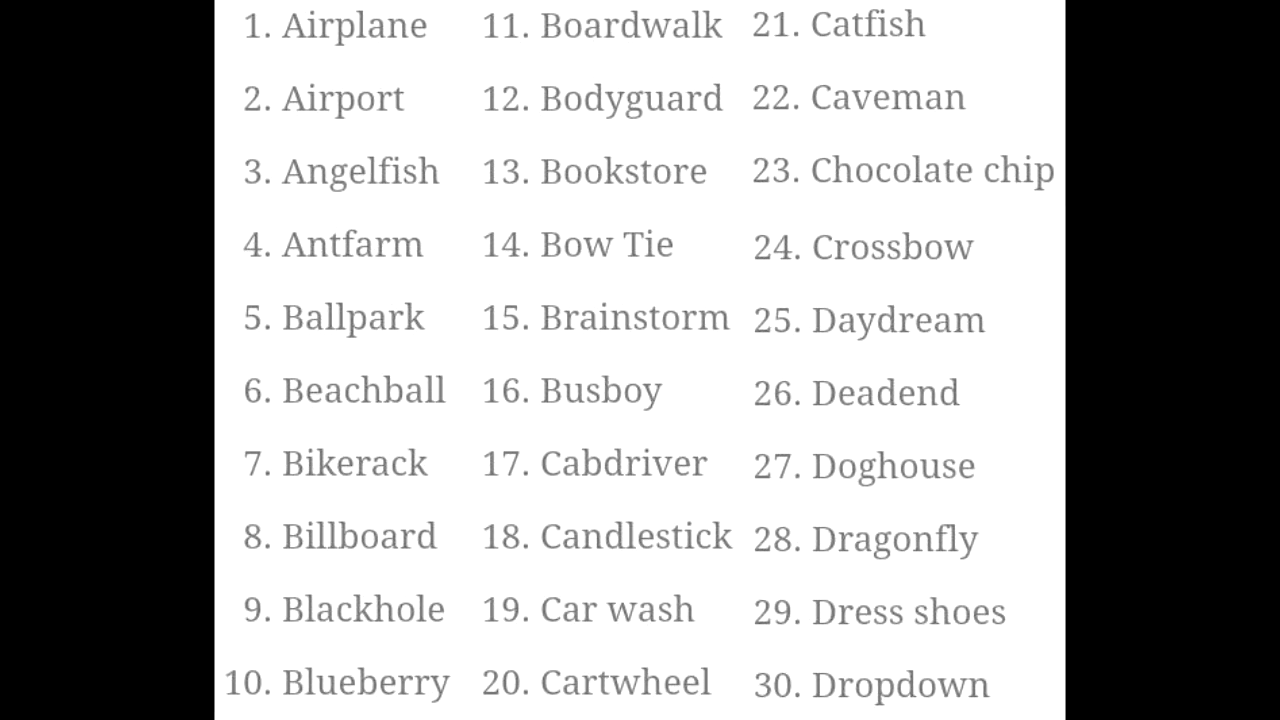 1. Airplane
2. Airport
3. Angelfish
4. Antfarm
5. Ballpark
6. Beachball
7. Bikerack
8. Billboard
9. Blackhole
10. Blueberry
11. Boardwalk
12. Bodyguard
13. Bookstore
14. Bow Tie
15. Brainstorm
16. Busboy
17. Cabdriver
18. Candlestick
19. Car wash
20. Cartwheel
21. Catfish
22. Caveman
23. Chocolate chip
24. Crossbow
25. Daydream
26. Deadend
27. Doghouse
28. Dragonfly
29. Dress shoes
30. Dropdown